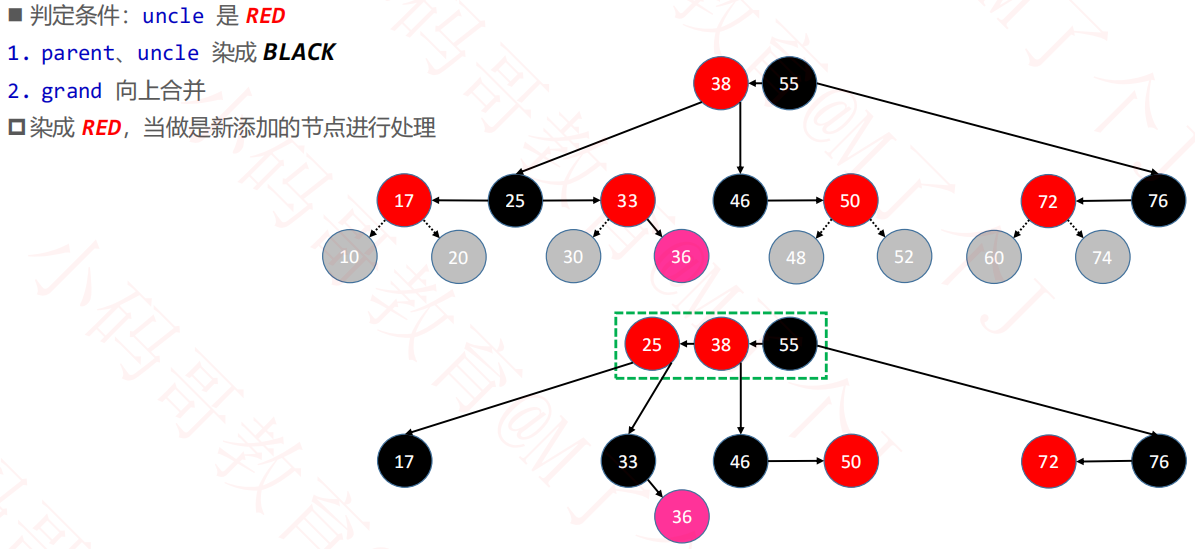 ■ 判定条件：uncle 是 RED
1. parent、uncle 染成 BLACK
2. grand 向上合并
染成 RED，当做是新添加的节点进行处理
38 55
17 25 33 46 50 72 76
10 20 30 36 48 52 60 74
25 38 55
17 33 46 50 72 76
36
小码哥教育@M了个J